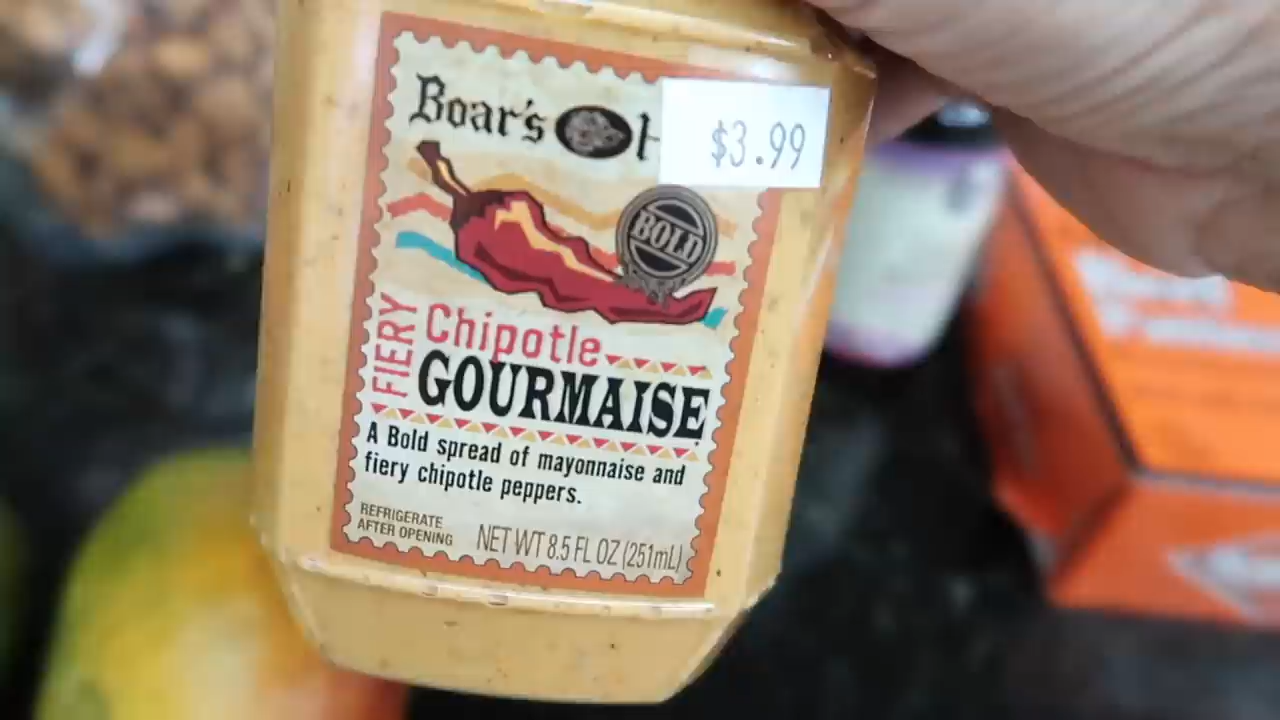 Boar's H
$3.99
BOLD
FIERY
Chipotle
GOURMAISE
A Bold spread of mayonnaise and
fiery chipotle peppers.
REFRIGERATE
AFTER OPENING
NET WT 8.5 FL OZ (251mL)